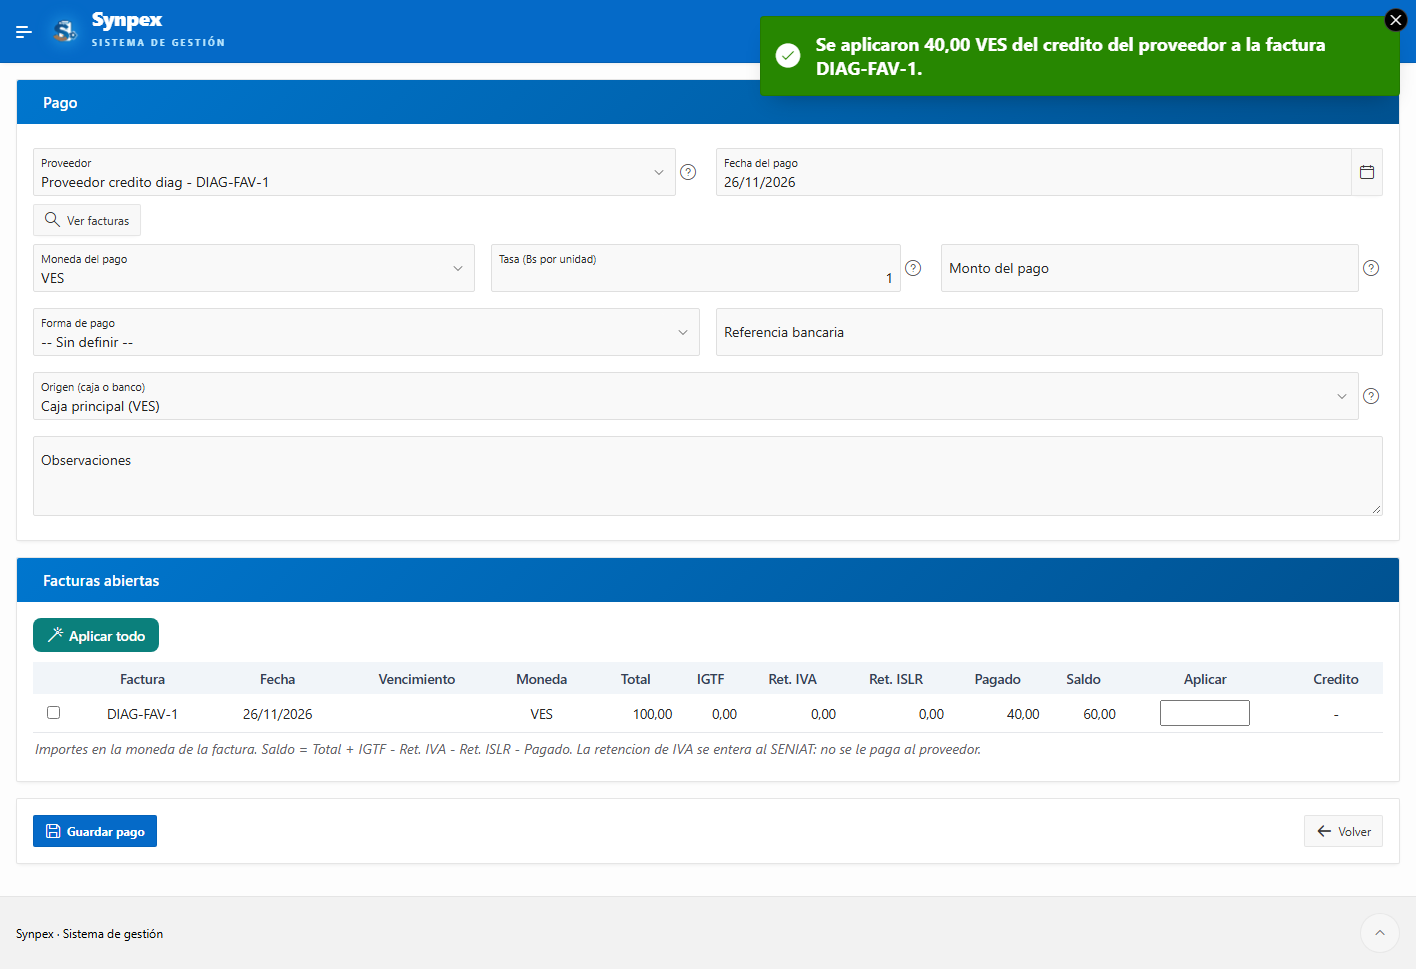 Synpex
SISTEMA DE GESTIÓN
Se aplicaron 40,00 VES del credito del proveedor a la factura
DIAG-FAV-1.
Pago
Proveedor
Proveedor credito diag - DIAG-FAV-1
Fecha del pago
26/11/2026
Ver facturas
Moneda del pago
VES
Tasa (Bs por unidad)
1
Monto del pago
Forma de pago
-- Sin definir --
Referencia bancaria
Origen (caja o banco)
Caja principal (VES)
Observaciones
Facturas abiertas
Aplicar todo
Factura Fecha Vencimiento Moneda Total IGTF Ret. IVA Ret. ISLR Pagado Saldo Aplicar Credito
DIAG-FAV-1 26/11/2026 VES 100,00 0,00 0,00 0,00 40,00 60,00 -
Importes en la moneda de la factura. Saldo = Total + IGTF - Ret. IVA - Ret. ISLR - Pagado. La retencion de IVA se entera al SENIAT: no se le paga al proveedor.
Guardar pago
Volver
Synpex · Sistema de gestión